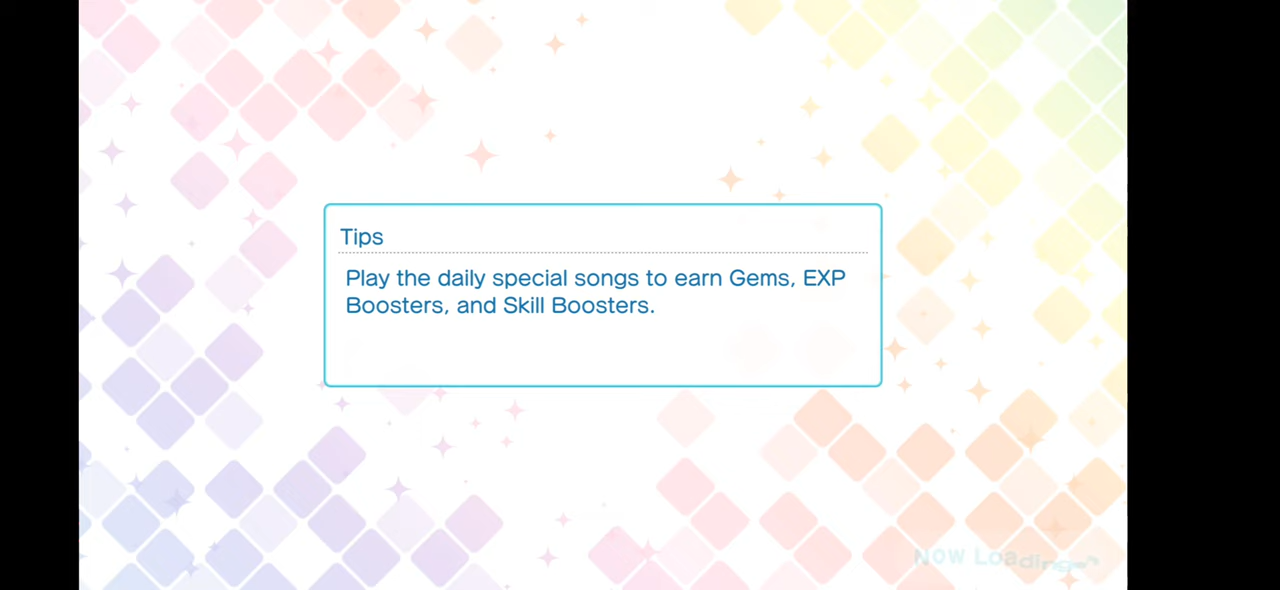 Tips
Play the daily special songs to earn Gems, EXP
Boosters, and Skill Boosters.
Now Loading